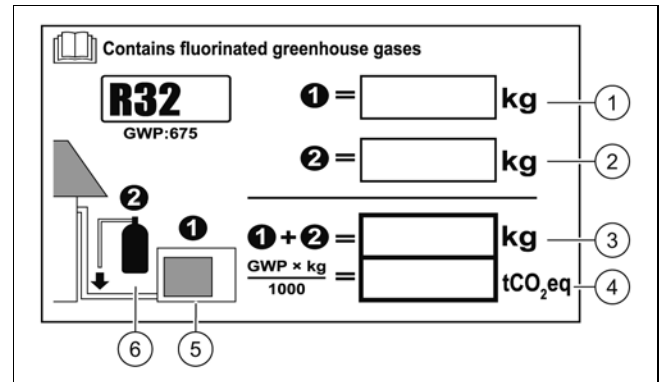 Contains fluorinated greenhouse gases
R32
GWP:675
❶= kg 1
❷= kg 2
❷
❶
❶+❷= kg 3
GWP × kg
1000
= tCO₂eq 4
6 5